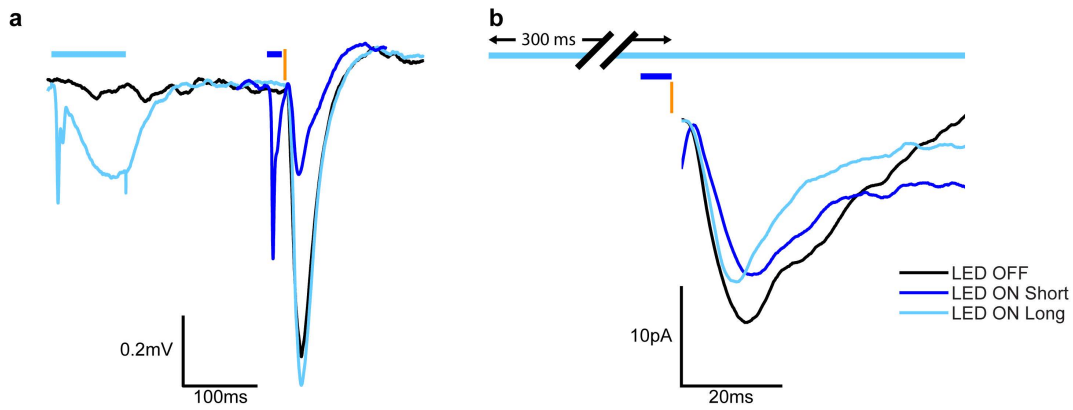 a
b
300 ms
0.2mV
100ms
10pA
20ms
LED OFF
LED ON Short
LED ON Long